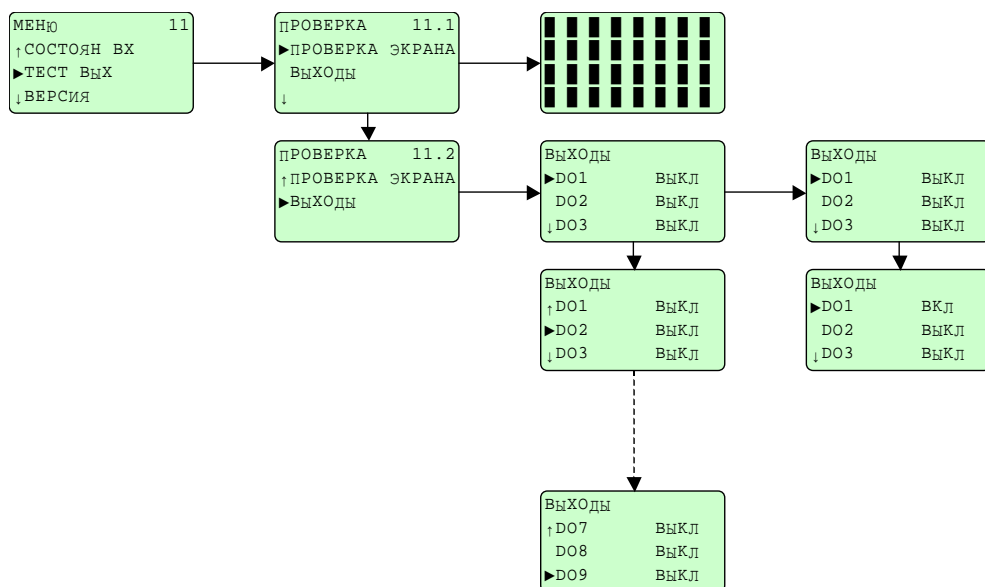 МЕНЮ 11
↑СОСТОЯН ВХ
►ТЕСТ ВЫХ
↓ВЕРСИЯ
ПРОВЕРКА 11.1
►ПРОВЕРКА ЭКРАНА
ВЫХОДЫ
↓
ПРОВЕРКА 11.2
↑ПРОВЕРКА ЭКРАНА
►ВЫХОДЫ
ВЫХОДЫ
►DO1 ВЫКЛ
DO2 ВЫКЛ
↓DO3 ВЫКЛ
ВЫХОДЫ
►DO1 ВЫКЛ
DO2 ВЫКЛ
↓DO3 ВЫКЛ
ВЫХОДЫ
↑DO1 ВЫКЛ
►DO2 ВЫКЛ
↓DO3 ВЫКЛ
ВЫХОДЫ
►DO1 ВКЛ
DO2 ВЫКЛ
↓DO3 ВЫКЛ
ВЫХОДЫ
↑DO7 ВЫКЛ
DO8 ВЫКЛ
►DO9 ВЫКЛ